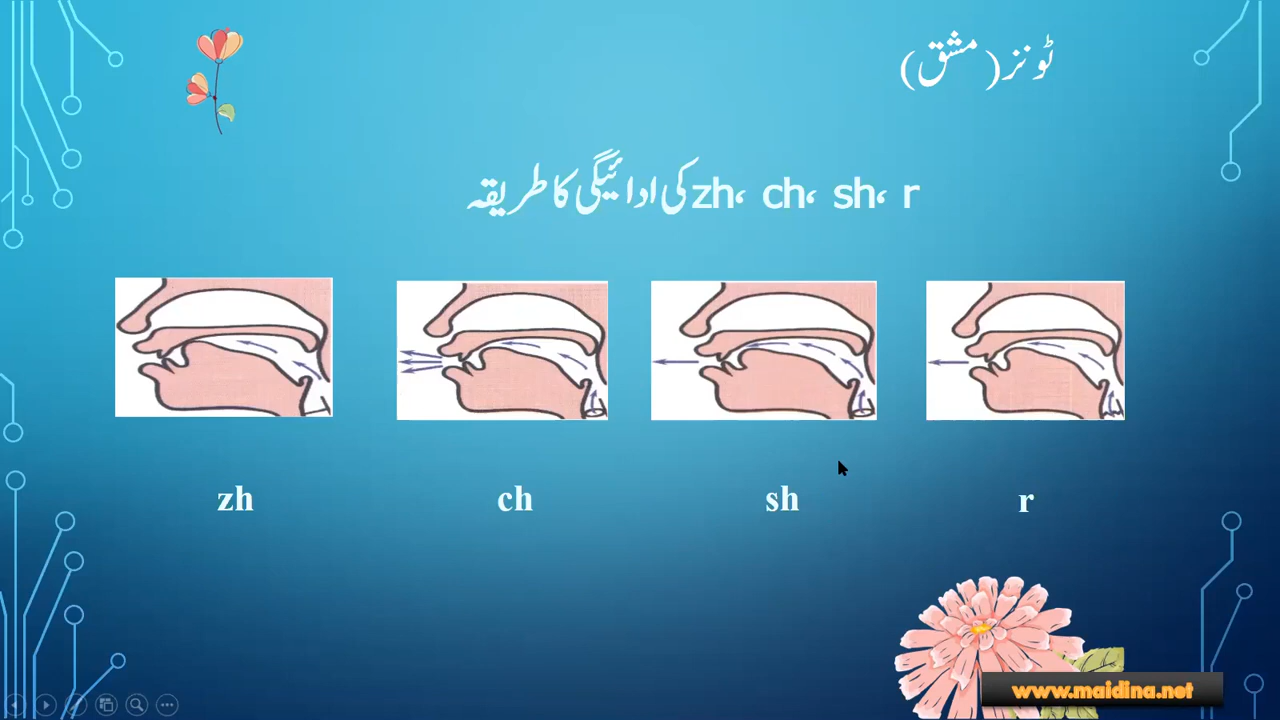 ٹونز (مشق)
zh، ch، sh، r کی ادائیگی کا طریقہ
zh ch sh r
www.maidina.net